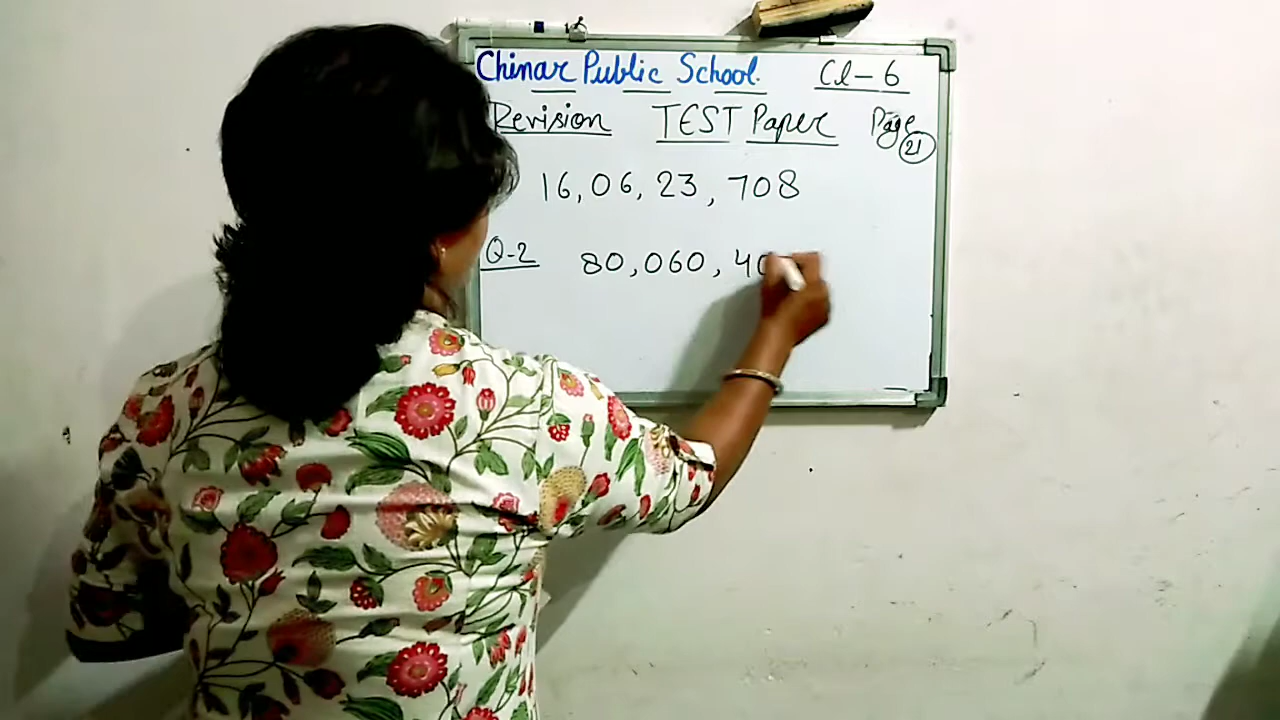 Chinar Public School. Cl-6
Revision TEST Paper Page 21
16,06,23,708
Q-2 80,060,40